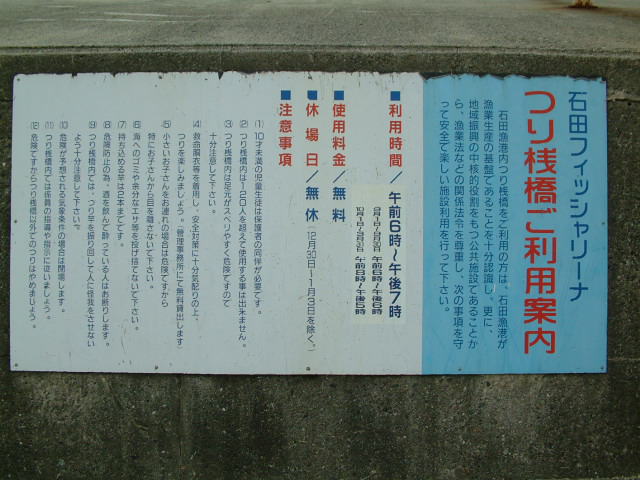 石田フィッシャリーナ
つり桟橋ご利用案内
石田漁港内つり桟橋をご利用の方は、石田漁港が
漁業生産の基盤であることを十分認識し、更に、
地域振興の中核的役割をもつ公共施設であることか
ら、漁業法などの関係法令を尊重し、次の事項を守
って安全で楽しい施設利用を行って下さい。
■利用時間/午前6時〜午後7時
午前6時〜午後6時
10月1日〜12月29日 午前8時〜午後5時
■使用料金/無料
■休場日/無休(12月30日〜1月3日を除く。)
■注意事項
(1) 10才未満の児童生徒は保護者の同伴が必要です。
(2) つり桟橋内は120人を超えて使用する事は出来ません。
(3) つり桟橋内は足元がスベリやすく危険ですので
十分注意して下さい。
(4) 救命胴衣等を着用し、安全対策に十分気配りの上、
つりを楽しみましょう。(管理事務所にて無料貸出します)
(5) 小さいお子さんをお連れの場合は危険ですから
特にお子さんから目を離さないで下さい。
(6) 海へのゴミや余分なエサ等を投げ捨てないで下さい。
(7) 持ち込める竿は2本までです。
(8) 危険防止の為、酒を飲んで酔っている人はお断りします。
(9) つり桟橋内では、つり竿を振り回して人に怪我をさせない
よう十分注意して下さい。
(10) 危険が予想される気象条件の場合は閉場します。
(11) つり桟橋内では係員の指導や指示に従いましょう。
(12) 危険ですからつり桟橋以外でのつりはやめましょう。